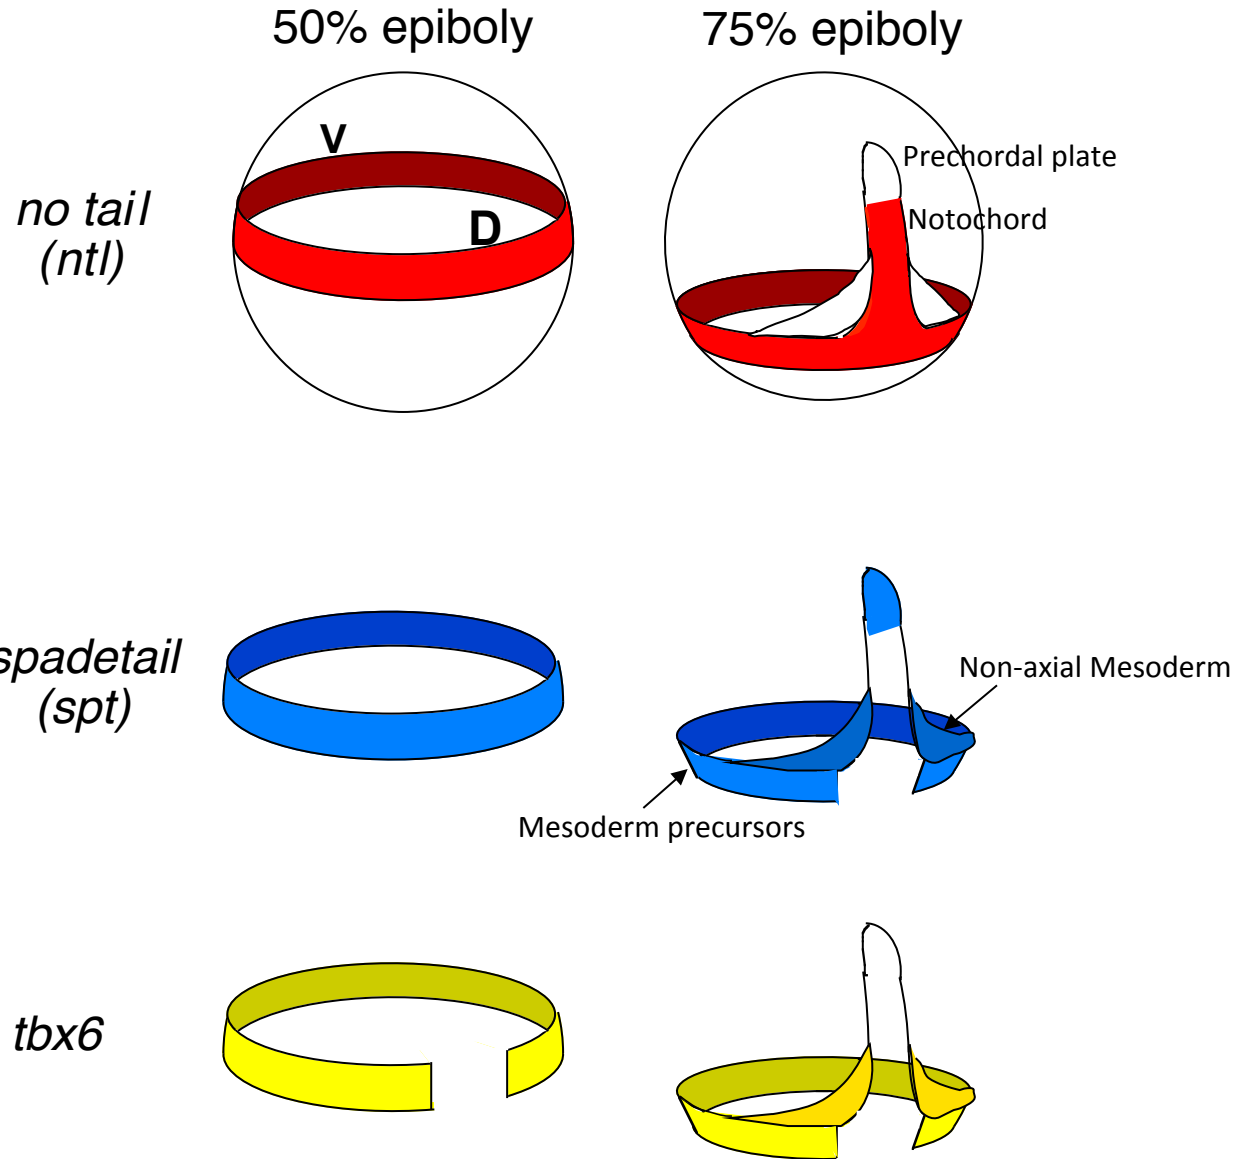 50% epiboly 75% epiboly
V
Prechordal plate
no tail
D
Notochord
(ntl)
spadetail
Non-axial Mesoderm
(spt)
Mesoderm precursors
tbx6